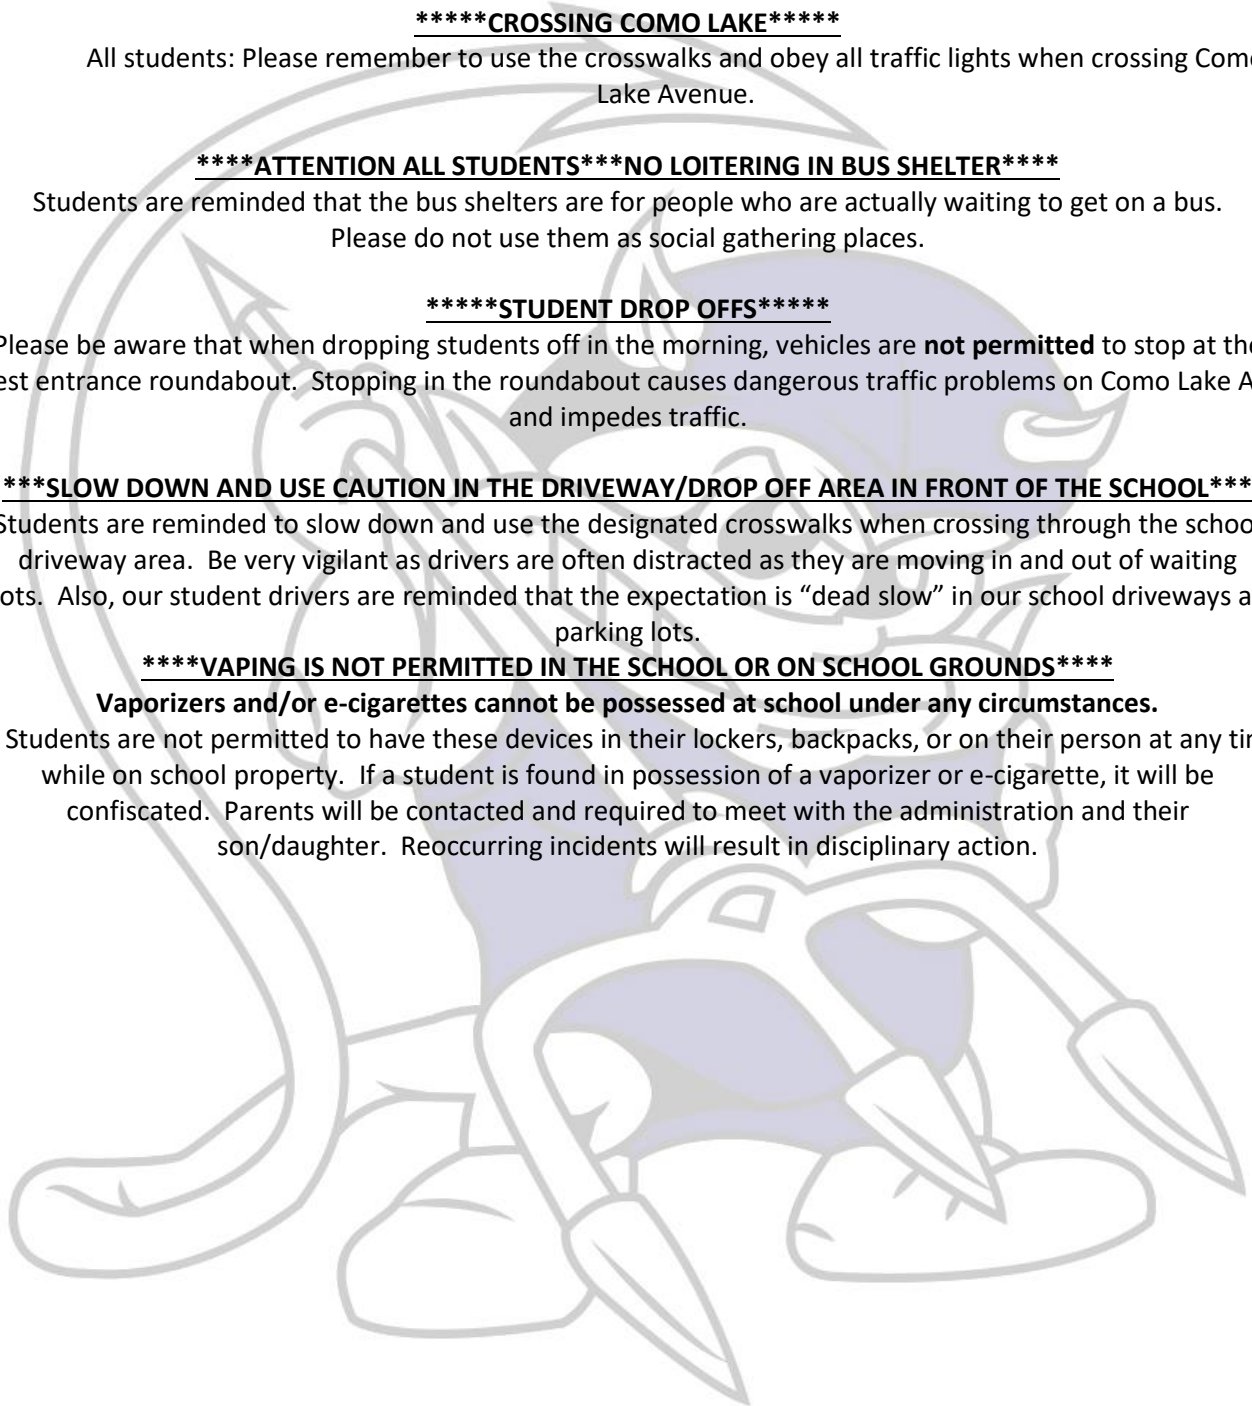 *****CROSSING COMO LAKE*****
All students: Please remember to use the crosswalks and obey all traffic lights when crossing Como
Lake Avenue.
****ATTENTION ALL STUDENTS***NO LOITERING IN BUS SHELTER****
Students are reminded that the bus shelters are for people who are actually waiting to get on a bus.
Please do not use them as social gathering places.
*****STUDENT DROP OFFS*****
Please be aware that when dropping students off in the morning, vehicles are not permitted to stop at the
est entrance roundabout. Stopping in the roundabout causes dangerous traffic problems on Como Lake A
and impedes traffic.
***SLOW DOWN AND USE CAUTION IN THE DRIVEWAY/DROP OFF AREA IN FRONT OF THE SCHOOL***
Students are reminded to slow down and use the designated crosswalks when crossing through the schoo
driveway area. Be very vigilant as drivers are often distracted as they are moving in and out of waiting
ots. Also, our student drivers are reminded that the expectation is “dead slow” in our school driveways a
parking lots.
****VAPING IS NOT PERMITTED IN THE SCHOOL OR ON SCHOOL GROUNDS****
Vaporizers and/or e-cigarettes cannot be possessed at school under any circumstances.
Students are not permitted to have these devices in their lockers, backpacks, or on their person at any tim
while on school property. If a student is found in possession of a vaporizer or e-cigarette, it will be
confiscated. Parents will be contacted and required to meet with the administration and their
son/daughter. Reoccurring incidents will result in disciplinary action.